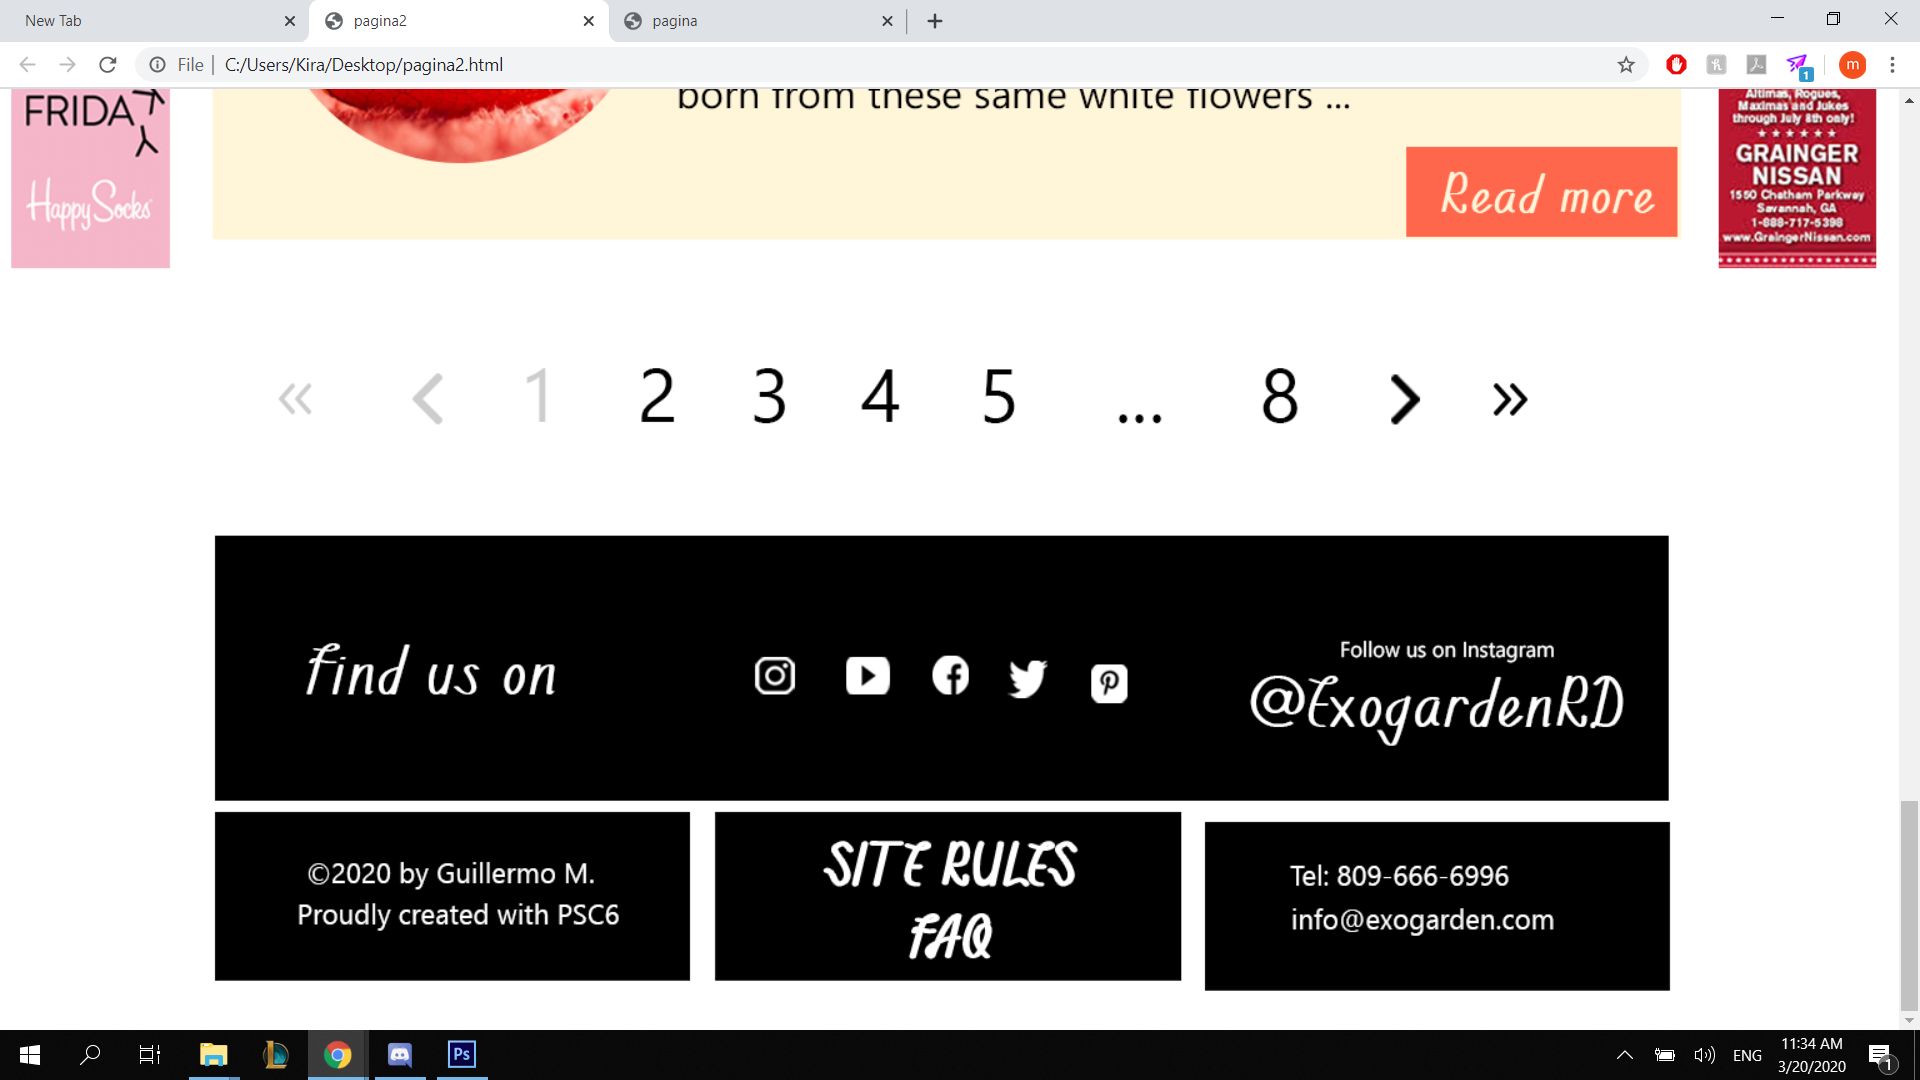 New Tab
pagina2
pagina
File
C:/Users/Kira/Desktop/pagina2.html
m
1
FRIDAY
HappySocks
born from these same white flowers ...
Read more
Altimas, Rogues,
Maximas and Jukes
through July 8th only!
GRAINGER
NISSAN
1550 Chatham Parkway
Savannah, GA
1-888-717-5398
www.GraingerNissan.com
« < 1 2 3 4 5 ... 8 > »
Find us on
Follow us on Instagram
@ExogardenRD
©2020 by Guillermo M.
Proudly created with PSC6
SITE RULES
FAQ
Tel: 809-666-6996
info@exogarden.com
Ps
ENG
11:34 AM
3/20/2020
1